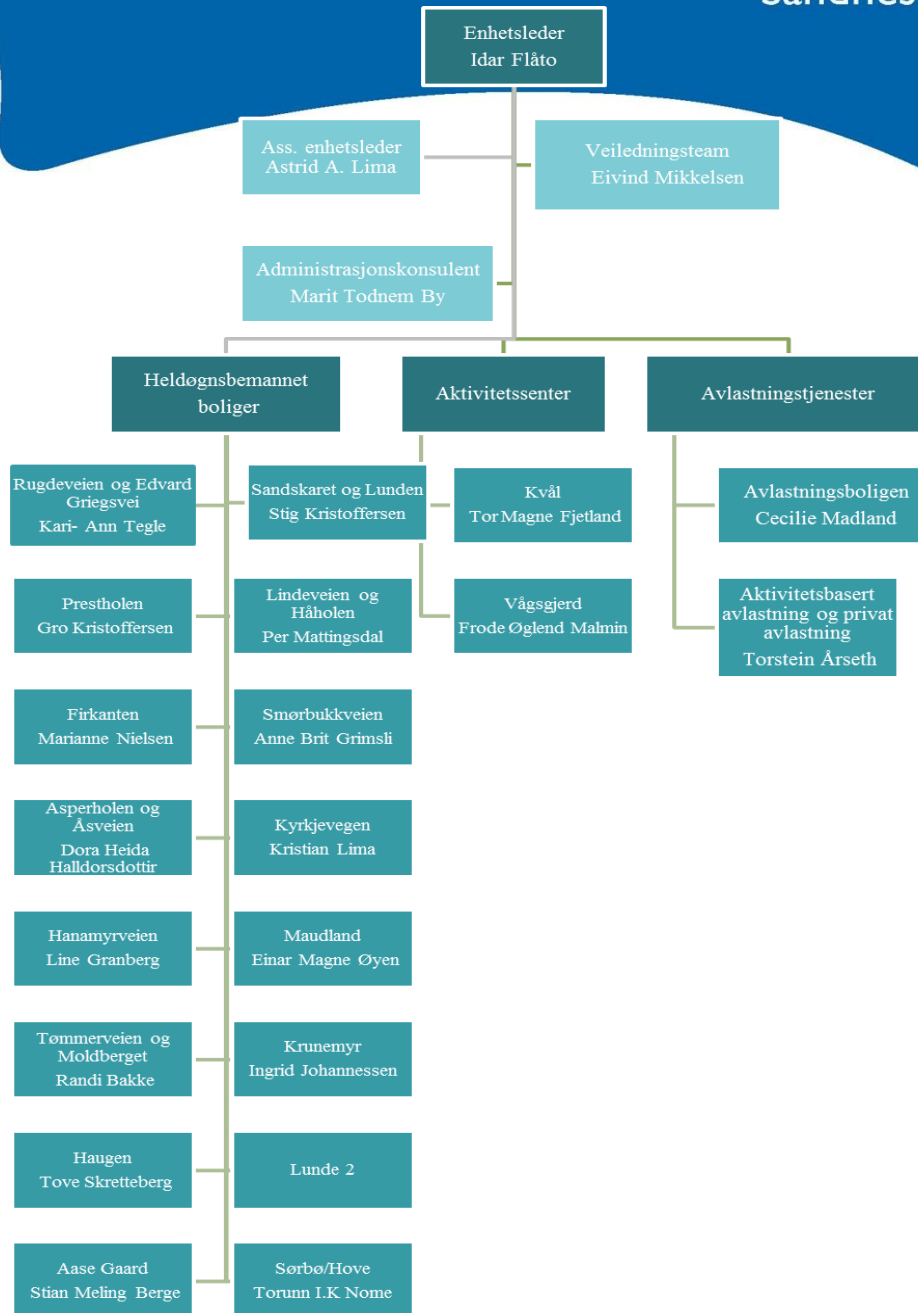 Enhetsleder
Idar Flåto
Ass. enhetsleder
Astrid A. Lima
Veiledningsteam
Eivind Mikkelsen
Administrasjonskonsulent
Marit Todnem By
Heldøgnsbemannet
boliger
Aktivitetssenter
Avlastningstjenester
Rugdeveien og Edvard
Griegsvei
Kari- Ann Tegle
Sandskaret og Lunden
Stig Kristoffersen
Kvål
Tor Magne Fjetland
Avlastningsboligen
Cecilie Madland
Prestholen
Gro Kristoffersen
Lindeveien og
Håholen
Per Mattingsdal
Vågsgjerd
Frode Øglend Malmin
Aktivitetsbasert
avlastning og privat
avlastning
Torstein Årseth
Firkanten
Marianne Nielsen
Smørbukkveien
Anne Brit Grimsli
Asperholen og
Åsveien
Dora Heida
Halldorsdottir
Kyrkjevegen
Kristian Lima
Hanamyrveien
Line Granberg
Maudland
Einar Magne Øyen
Tømmerveien og
Moldberget
Randi Bakke
Krunemyr
Ingrid Johannessen
Haugen
Tove Skretteberg
Lunde 2
Aase Gaard
Stian Meling Berge
Sørbø/Hove
Torunn I.K Nome